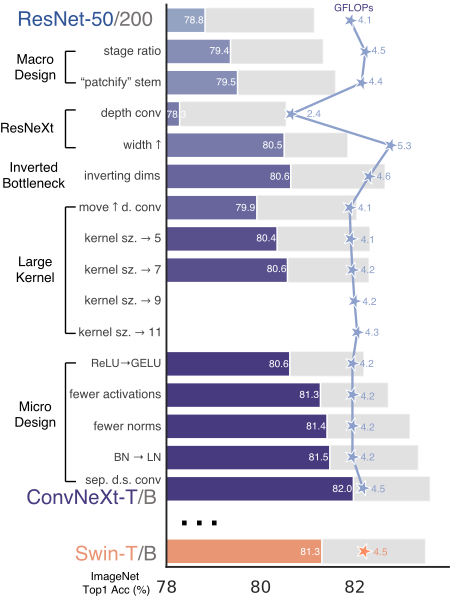 GFLOPs
ResNet-50/200 78.8 4.1
Macro
Design
stage ratio 79.4 4.5
"patchify" stem 79.5 4.4
ResNeXt
depth conv 78.3 2.4
width ↑ 80.5 5.3
Inverted
Bottleneck
inverting dims 80.6 4.6
Large
Kernel
move ↑ d. conv 79.9 4.1
kernel sz. → 5 80.4 4.1
kernel sz. → 7 80.6 4.2
kernel sz. → 9 4.2
kernel sz. → 11 4.3
Micro
Design
ReLU→GELU 80.6 4.2
fewer activations 81.3 4.2
fewer norms 81.4 4.2
BN → LN 81.5 4.2
sep. d.s. conv
ConvNeXt-T/B 82.0 4.5
...
Swin-T/B 81.3 4.5
ImageNet
Top1 Acc (%)
78 80 82